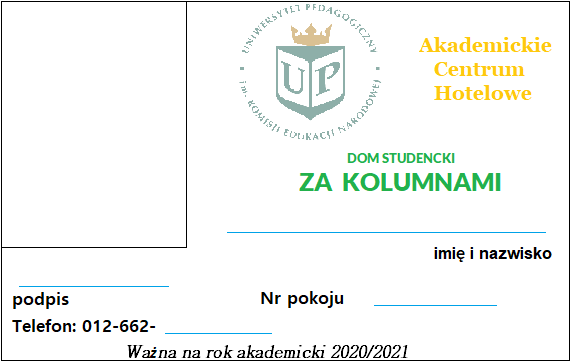 UNIWERSYTET PEDAGOGICZNY
UP
im. KOMISJI EDUKACJI NARODOWEJ
Akademickie
Centrum
Hotelowe
DOM STUDENCKI
ZA KOLUMNAMI
imię i nazwisko
podpis
Nr pokoju
Telefon: 012-662-
Ważna na rok akademicki 2020/2021